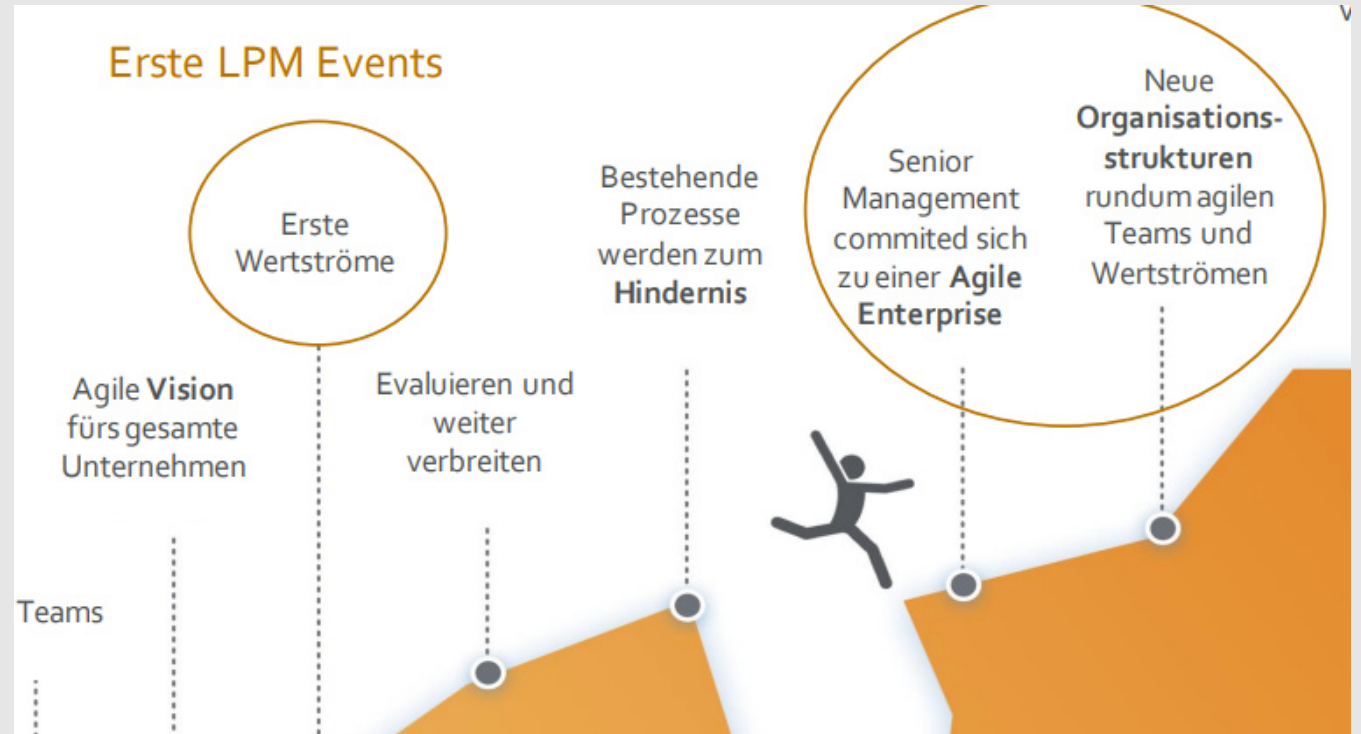 Erste LPM Events
Erste
Wertströme
Agile Vision
fürs gesamte
Unternehmen
Teams
Evaluieren und
weiter
verbreiten
Bestehende
Prozesse
werden zum
Hindernis
Senior
Management
commited sich
zu einer Agile
Enterprise
Neue
Organisations-
strukturen
rundum agilen
Teams und
Wertströmen